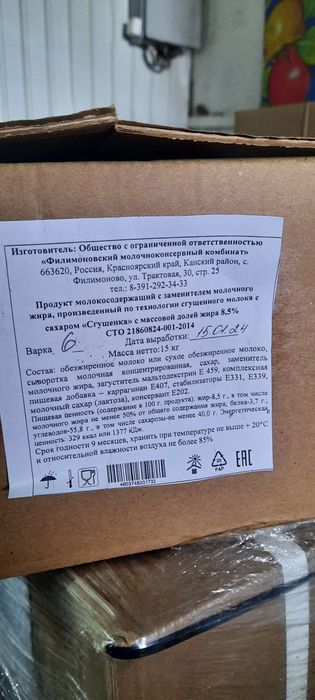 Изготовитель: Общество с ограниченной ответственностью
«Филимоновский молочноконсервный комбинат»
663620, Россия, Красноярский край, Канский район, с.
Филимоново, ул. Трактовая, 30, стр. 25
тел.: 8-391-292-34-33
Продукт молокосодержащий с заменителем молочного
жира, произведенный по технологии сгущенного молока с
сахаром «Сгущенка» с массовой долей жира 8,5%
СТО 21860824-001-2014
Варка 6 Дата выработки: 15.01.24
Масса нетто: 15 кг
Состав: обезжиренное молоко или сухое обезжиренное молоко,
сыворотка молочная концентрированная, сахар, заменитель
молочного жира, загуститель мальтодекстрин Е 459, комплексная
пищевая добавка – каррагинан Е407, стабилизаторы Е331, Е339,
молочный сахар (лактоза), консервант Е202.
Пищевая ценность (содержание в 100 г. продукта): жир-8,5 г., в том числе
молочного жира не менее 50% от общего содержания жира; белка-3,7 г.;
углеводов-55,8 г., в том числе сахарозы-не менее 40,0 г. Энергетическая
ценность: 329 ккал или 1377 кДж.
Срок годности 9 месяцев, хранить при температуре не выше + 20°С
и относительной влажности воздуха не более 85%
4603745001733
20
PAP
EAC